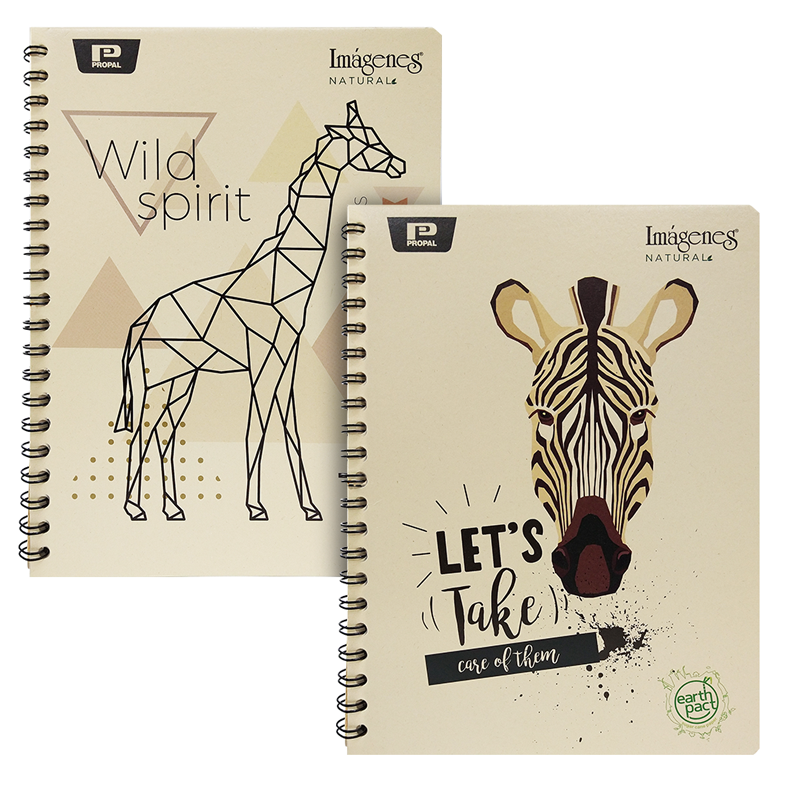 PROPAL
Imágenes
NATURAL
Wild
spirit
PROPAL
Imágenes
NATURAL
LET'S
Take
care of them
earth
pact